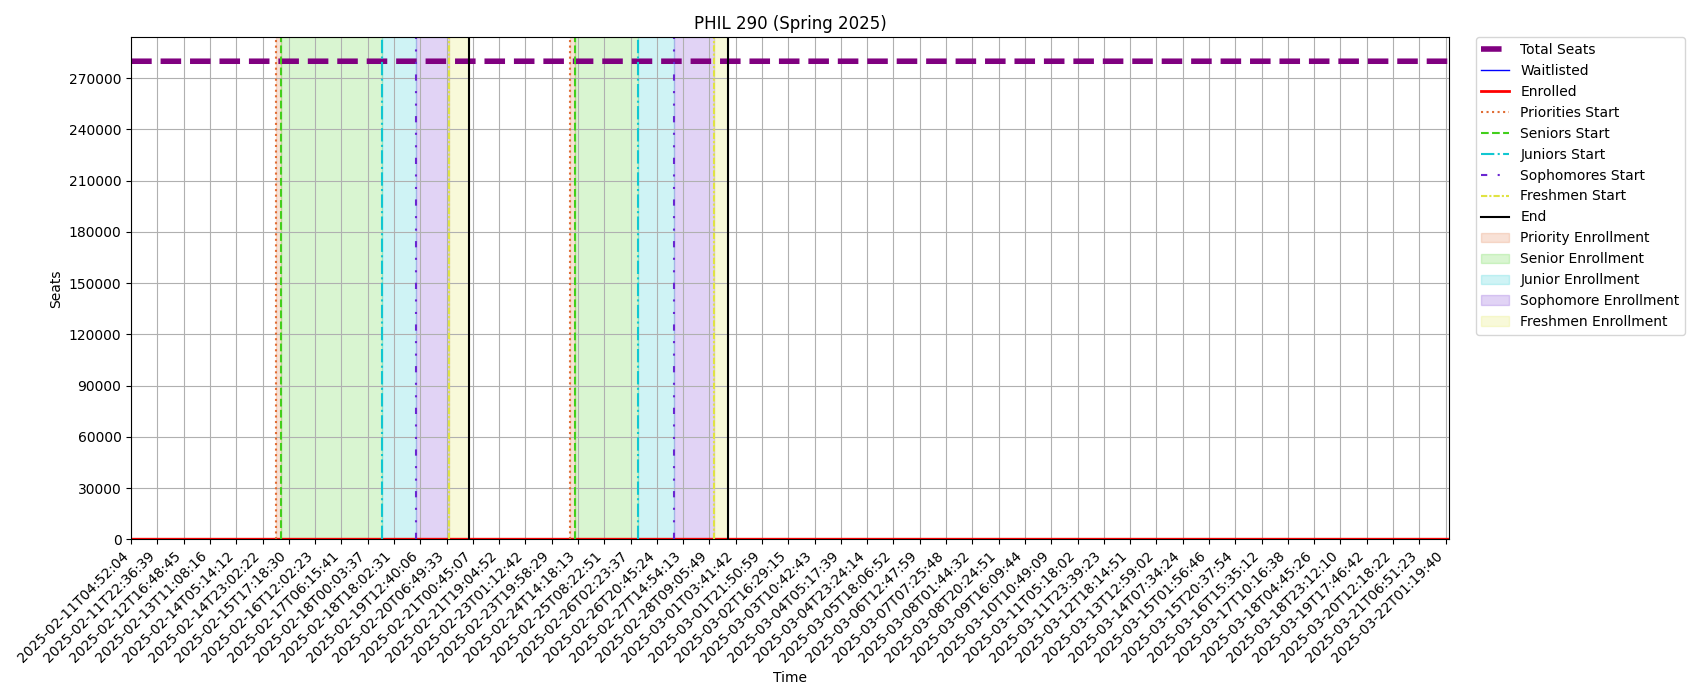 PHIL 290 (Spring 2025)
Seats
270000
240000
210000
180000
150000
120000
90000
60000
30000
0
2025-02-11T04:52:04
2025-02-11T22:36:39
2025-02-12T16:48:45
2025-02-13T11:08:16
2025-02-14T05:14:12
2025-02-14T23:02:22
2025-02-15T17:18:30
2025-02-16T12:02:23
2025-02-17T06:15:41
2025-02-18T00:03:37
2025-02-18T18:02:31
2025-02-19T12:40:06
2025-02-20T06:49:33
2025-02-21T00:45:07
2025-02-21T19:04:52
2025-02-23T01:12:42
2025-02-23T19:58:29
2025-02-24T14:18:13
2025-02-25T08:22:51
2025-02-26T02:23:37
2025-02-26T20:45:24
2025-02-27T14:54:13
2025-02-28T09:05:49
2025-03-01T03:41:42
2025-03-01T21:50:59
2025-03-02T16:29:15
2025-03-03T10:42:43
2025-03-04T05:17:39
2025-03-04T23:24:14
2025-03-05T18:06:52
2025-03-06T12:47:59
2025-03-07T07:25:48
2025-03-08T01:44:32
2025-03-08T20:24:51
2025-03-09T16:09:44
2025-03-10T10:49:09
2025-03-11T05:18:02
2025-03-11T23:39:23
2025-03-12T18:14:51
2025-03-13T12:59:02
2025-03-14T07:34:24
2025-03-15T01:56:46
2025-03-15T20:37:54
2025-03-16T15:35:12
2025-03-17T10:16:38
2025-03-18T04:45:26
2025-03-18T23:12:10
2025-03-19T17:46:42
2025-03-20T12:18:22
2025-03-21T06:51:23
2025-03-22T01:19:40
Time
Total Seats
Waitlisted
Enrolled
Priorities Start
Seniors Start
Juniors Start
Sophomores Start
Freshmen Start
End
Priority Enrollment
Senior Enrollment
Junior Enrollment
Sophomore Enrollment
Freshmen Enrollment